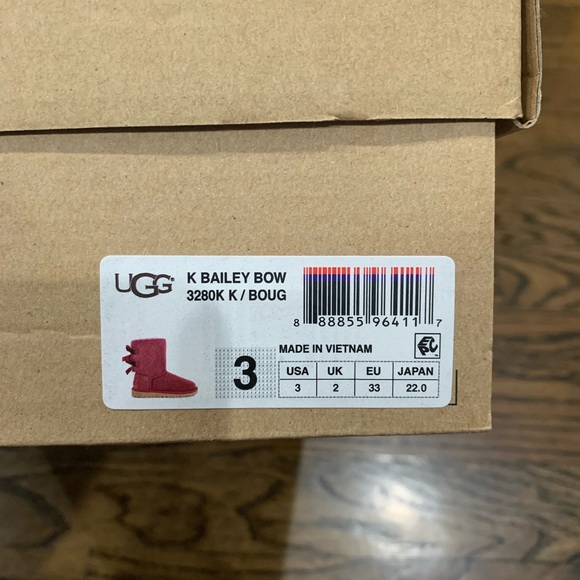 UGG®
K BAILEY BOW
3280K K / BOUG
8 88855 96411 7
3
MADE IN VIETNAM
USA UK EU JAPAN
3 2 33 22.0